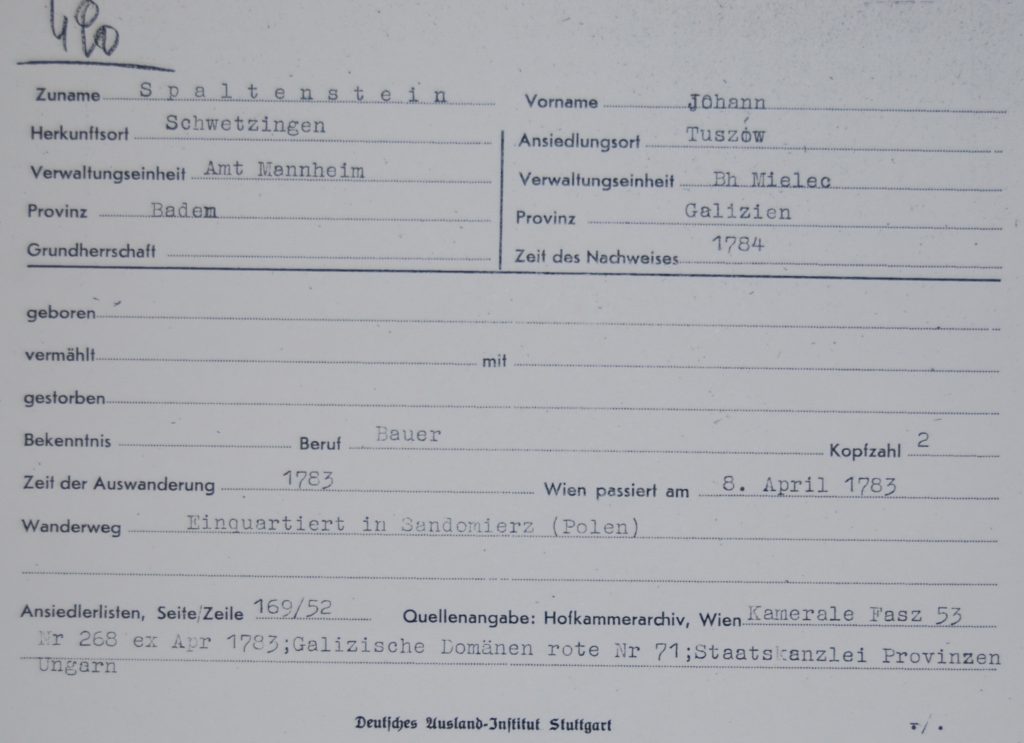 Zuname S p a l t e n s t e i n Vorname JOhann
Herkunftsort Schwetzingen Ansiedlungsort Tuszów
Verwaltungseinheit Amt Mannheim Verwaltungseinheit Bh Mielec
Provinz Baden Provinz Galizien
Grundherrschaft Zeit des Nachweises 1784
geboren
vermählt mit
gestorben
Bekenntnis Beruf Bauer Kopfzahl 2
Zeit der Auswanderung 1783 Wien passiert am 8. April 1783
Wanderweg Einquartiert in Sandomierz (Polen)
Ansiedlerlisten, Seite/Zeile 169/52 Quellenangabe: Hofkammerarchiv, Wien Kamerale Fasz 53
Nr 268 ex Apr 1783;Galizische Domänen rote Nr 71;Staatskanzlei Provinzen
Ungarn
Deutsches Ausland-Institut Stuttgart